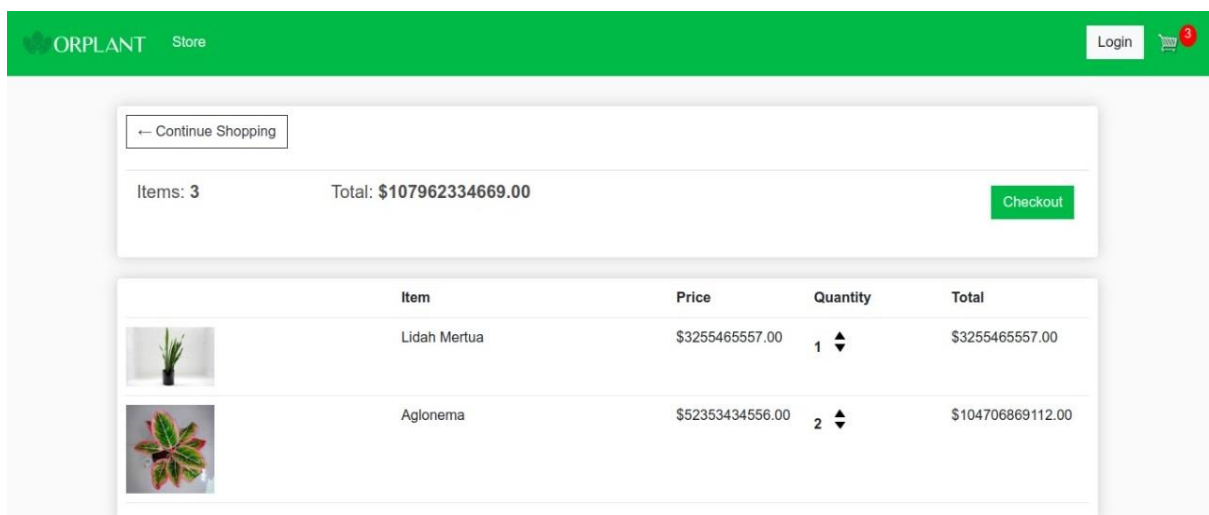 ORPLANT Store Login 3
← Continue Shopping
Items: 3 Total: $107962334669.00 Checkout
Item Price Quantity Total
Lidah Mertua $3255465557.00 1 $3255465557.00
Aglonema $52353434556.00 2 $104706869112.00